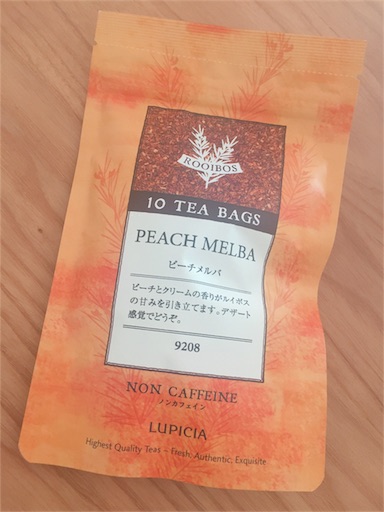 ROOIBOS
10 TEA BAGS
PEACH MELBA
ピーチメルバ
ピーチとクリームの香りがルイボス
の甘みを引き立てます。デザート
感覚でどうぞ。
9208
NON CAFFEINE
ノンカフェイン
LUPICIA
Highest Quality Teas – Fresh, Authentic, Exquisite